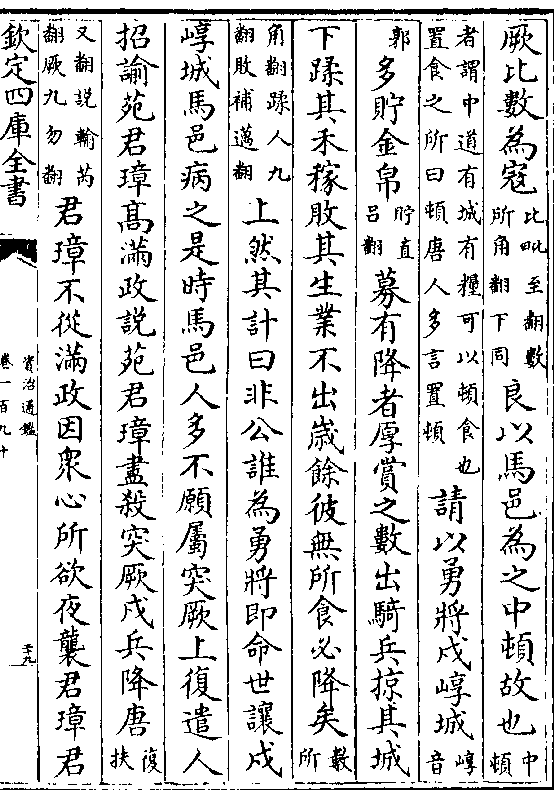 厥比數為寇比毗至翻數所角翻下同良以馬邑為之中頓故也中頓
者謂中道有城有糧可以頓食也置食之所曰頓唐人多言置頓請以勇將戍崞城崞音
郭多貯金帛貯直呂翻募有降者厚賞之數出騎兵掠其城
下蹂其禾稼敗其生業不出歲餘彼無所食必降矣數所
角翻蹂人九翻敗補邁翻上然其計曰非公誰為勇將即命世讓戍
崞城馬邑病之是時馬邑人多不願屬突厥上復遣人
招諭苑君璋高滿政説苑君璋盡殺突厥戍兵降唐復扶
又翻説輸芮翻厥九勿翻君璋不從滿政因衆心所欲夜襲君璋君
欽定四庫全書
資治通鑑
卷一百九十
二十九